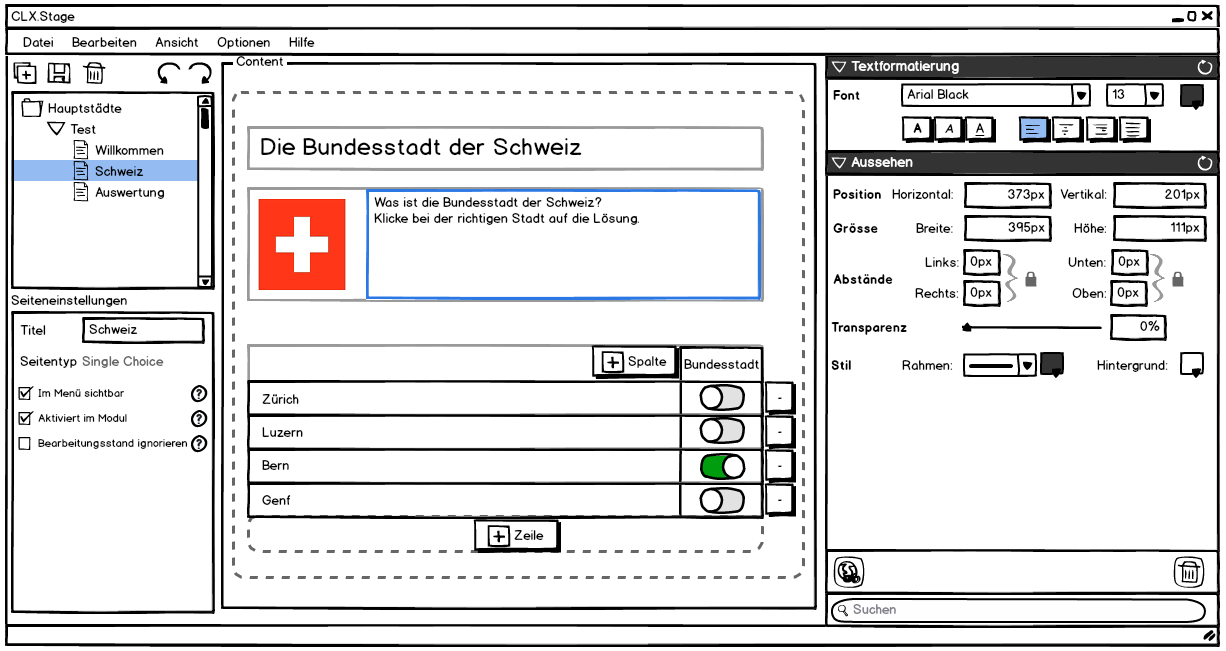 CLX.Stage
Datei Bearbeiten Ansicht Optionen Hilfe
Hauptstädte
Test
Willkommen
Schweiz
Auswertung
Seiteneinstellungen
Titel Schweiz
Seitentyp Single Choice
Im Menü sichtbar ?
Aktiviert im Modul ?
Bearbeitungsstand ignorieren ?
Content
Die Bundesstadt der Schweiz
Was ist die Bundesstadt der Schweiz?
Klicke bei der richtigen Stadt auf die Lösung.
+ Spalte Bundesstadt
Zürich -
Luzern -
Bern -
Genf -
+ Zeile
Textformatierung
Font Arial Black 13
A A A
Aussehen
Position Horizontal: 373px Vertikal: 201px
Grösse Breite: 395px Höhe: 111px
Abstände
Links: 0px Unten: 0px
Rechts: 0px Oben: 0px
Transparenz 0%
Stil Rahmen: Hintergrund:
Suchen